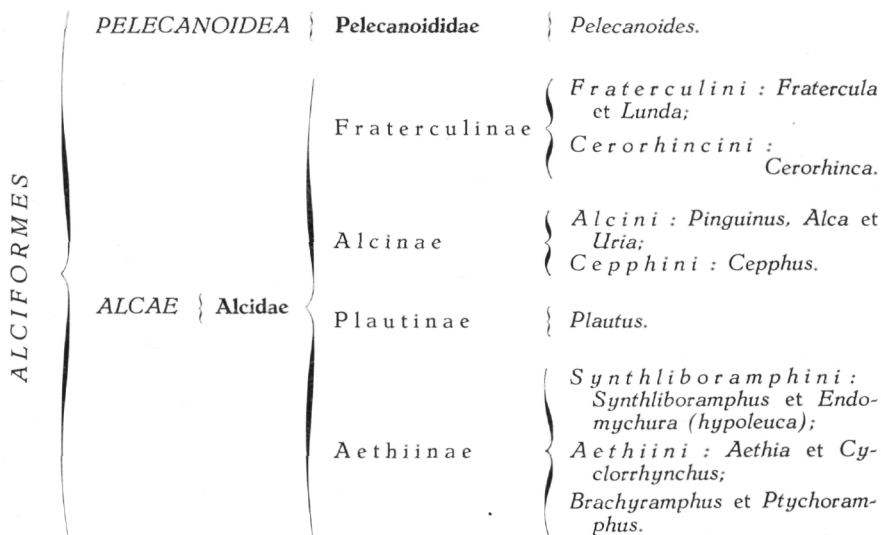 ALCIFORMES
PELECANOIDEA } Pelecanoididae } Pelecanoides.
Fraterculinae
Fraterculini : Fratercula
et Lunda;
Cerorhincini :
Cerorhinca.
Alcinae
Alcini : Pinguinus, Alca et
Uria;
Cepphini : Cepphus.
ALCAE } Alcidae
Plautinae } Plautus.
Aethiinae
Synthliboramphini :
Synthliboramphus et Endo-
mychura (hypoleuca);
Aethiini : Aethia et Cy-
clorrhynchus;
Brachyramphus et Ptychoram-
phus.